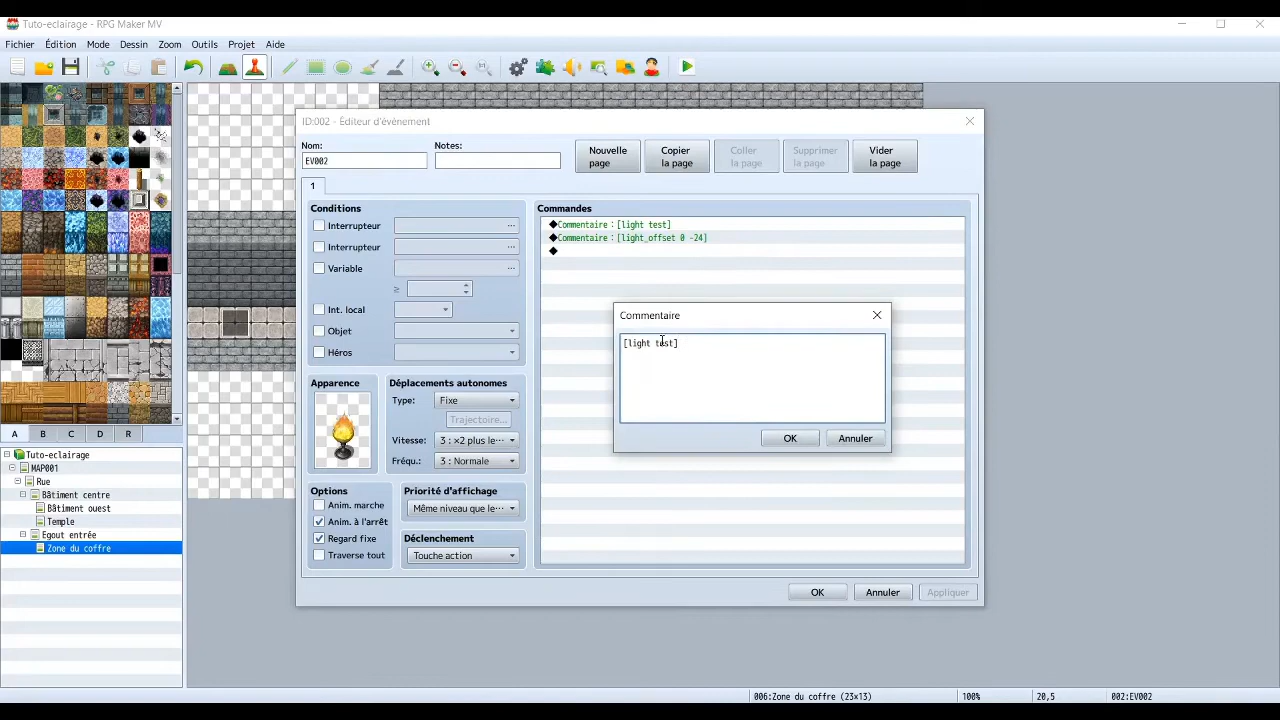 Tuto-eclairage - RPG Maker MV
Fichier Édition Mode Dessin Zoom Outils Projet Aide
ID:002 - Éditeur d'évènement
Nom:
Notes:
EV002
Nouvelle page
Copier la page
Coller la page
Supprimer la page
Vider la page
1
Conditions
Interrupteur
Interrupteur
Variable
≥
Int. local
Objet
Héros
Apparence
Déplacements autonomes
Type: Fixe
Trajectoire...
Vitesse: 3 : ×2 plus le…
Fréqu.: 3 : Normale
Options
Anim. marche
Anim. à l'arrêt
Regard fixe
Traverse tout
Priorité d'affichage
Même niveau que le…
Déclenchement
Touche action
Commandes
◆Commentaire：[light test]
◆Commentaire：[light_offset 0 -24]
◆
Commentaire
[light test]
OK Annuler
OK Annuler Appliquer
A B C D R
Tuto-eclairage
MAP001
Rue
Bâtiment centre
Bâtiment ouest
Temple
Egout entrée
Zone du coffre
006:Zone du coffre (23x13) 100% 20,5 002:EV002